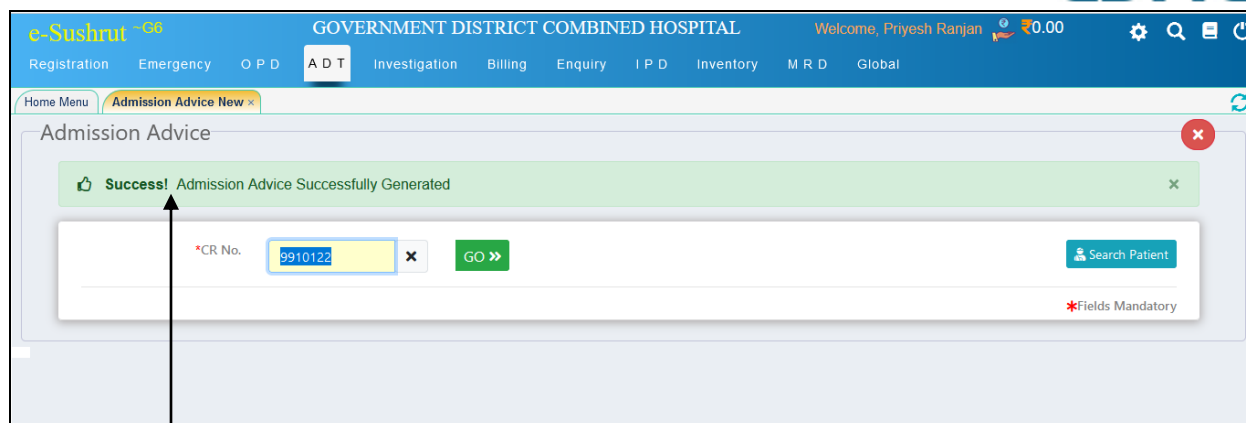 e-Sushrut ~G6 GOVERNMENT DISTRICT COMBINED HOSPITAL Welcome, Priyesh Ranjan ₹0.00
Registration Emergency O P D A D T Investigation Billing Enquiry I P D Inventory M R D Global
Home Menu Admission Advice New ×
Admission Advice
Success! Admission Advice Successfully Generated ×
*CR No. 9910122 GO Search Patient
*Fields Mandatory